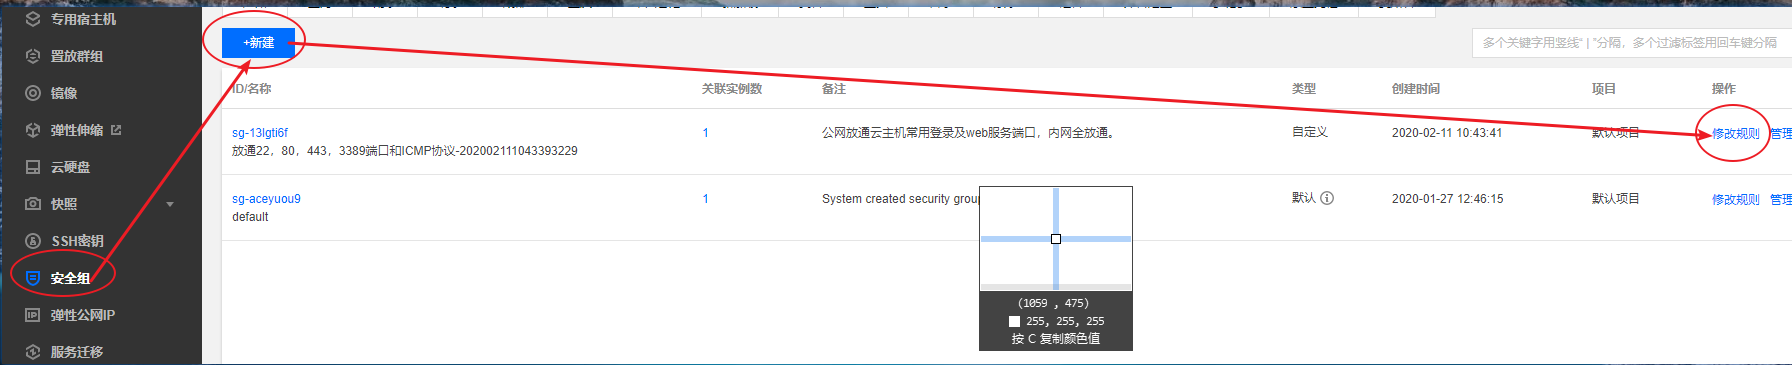 专用宿主机
置放群组
镜像
弹性伸缩
云硬盘
快照
SSH密钥
安全组
弹性公网IP
服务迁移
+新建
多个关键字用竖线“|”分隔，多个过滤标签用回车键分隔
ID/名称 关联实例数 备注 类型 创建时间 项目 操作
sg-13lgti6f 1 公网放通云主机常用登录及web服务端口，内网全放通。 自定义 2020-02-11 10:43:41 默认项目 修改规则 管理
放通22，80，443，3389端口和ICMP协议-202002111043393229
sg-aceyuou9 1 System created security group 默认 2020-01-27 12:46:15 默认项目 修改规则 管理
default
(1059 , 475)
255, 255, 255
按 C 复制颜色值